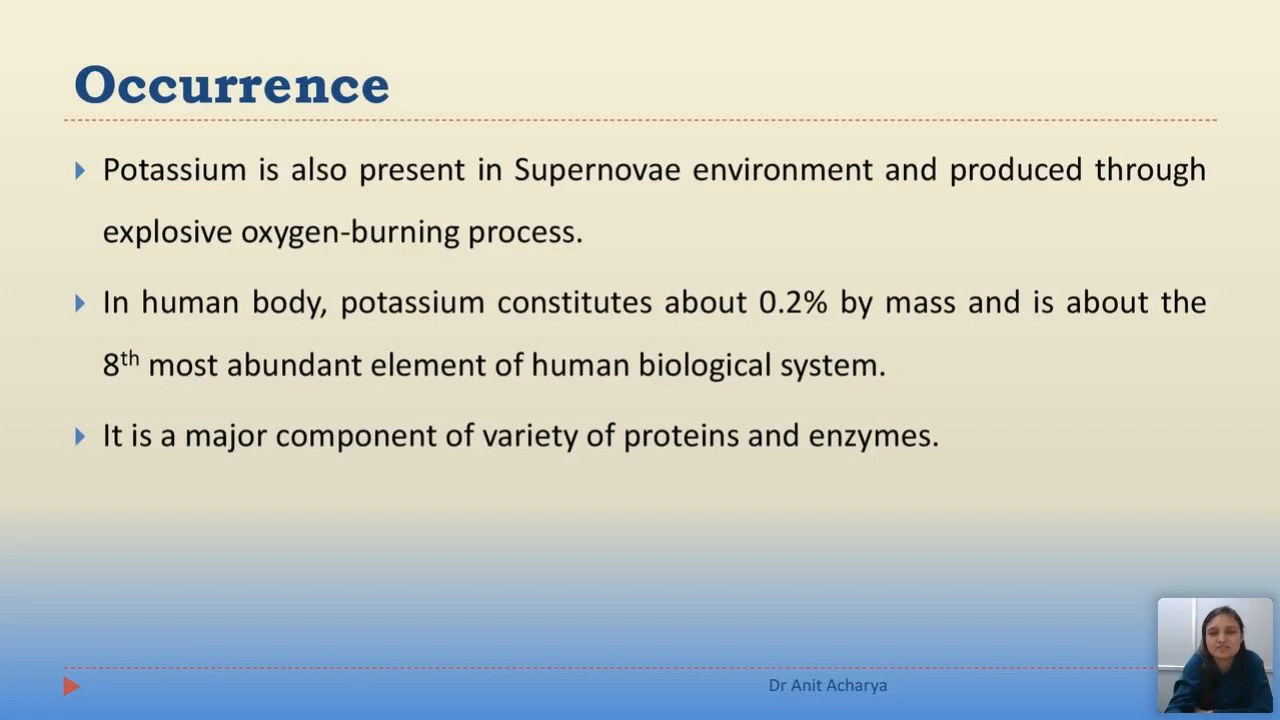 Occurrence
Potassium is also present in Supernovae environment and produced through
explosive oxygen-burning process.
In human body, potassium constitutes about 0.2% by mass and is about the
8th most abundant element of human biological system.
It is a major component of variety of proteins and enzymes.
Dr Anit Acharya